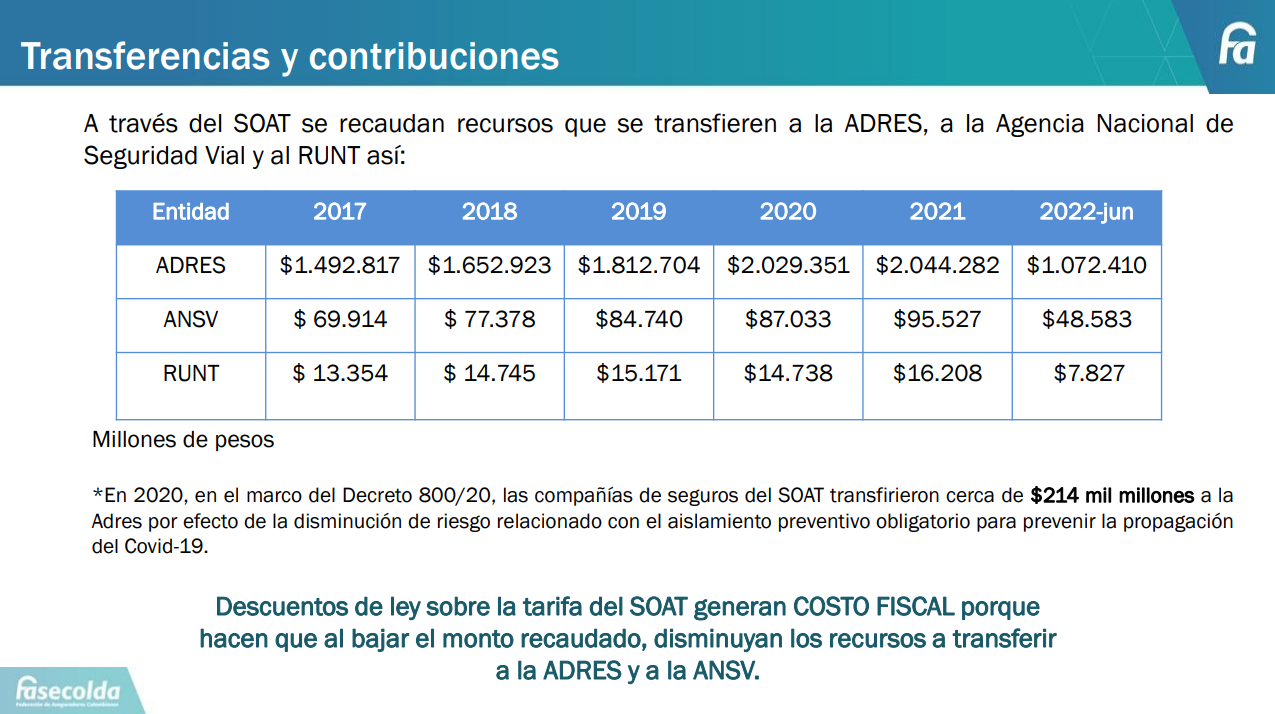 Transferencias y contribuciones
fa
A través del SOAT se recaudan recursos que se transfieren a la ADRES, a la Agencia Nacional de
Seguridad Vial y al RUNT así:
Entidad 2017 2018 2019 2020 2021 2022-jun
ADRES $1.492.817 $1.652.923 $1.812.704 $2.029.351 $2.044.282 $1.072.410
ANSV $ 69.914 $ 77.378 $84.740 $87.033 $95.527 $48.583
RUNT $ 13.354 $ 14.745 $15.171 $14.738 $16.208 $7.827
Millones de pesos
*En 2020, en el marco del Decreto 800/20, las compañías de seguros del SOAT transfirieron cerca de $214 mil millones a la
Adres por efecto de la disminución de riesgo relacionado con el aislamiento preventivo obligatorio para prevenir la propagación
del Covid-19.
Descuentos de ley sobre la tarifa del SOAT generan COSTO FISCAL porque
hacen que al bajar el monto recaudado, disminuyan los recursos a transferir
a la ADRES y a la ANSV.
fasecolda
Federación de Aseguradores Colombianos